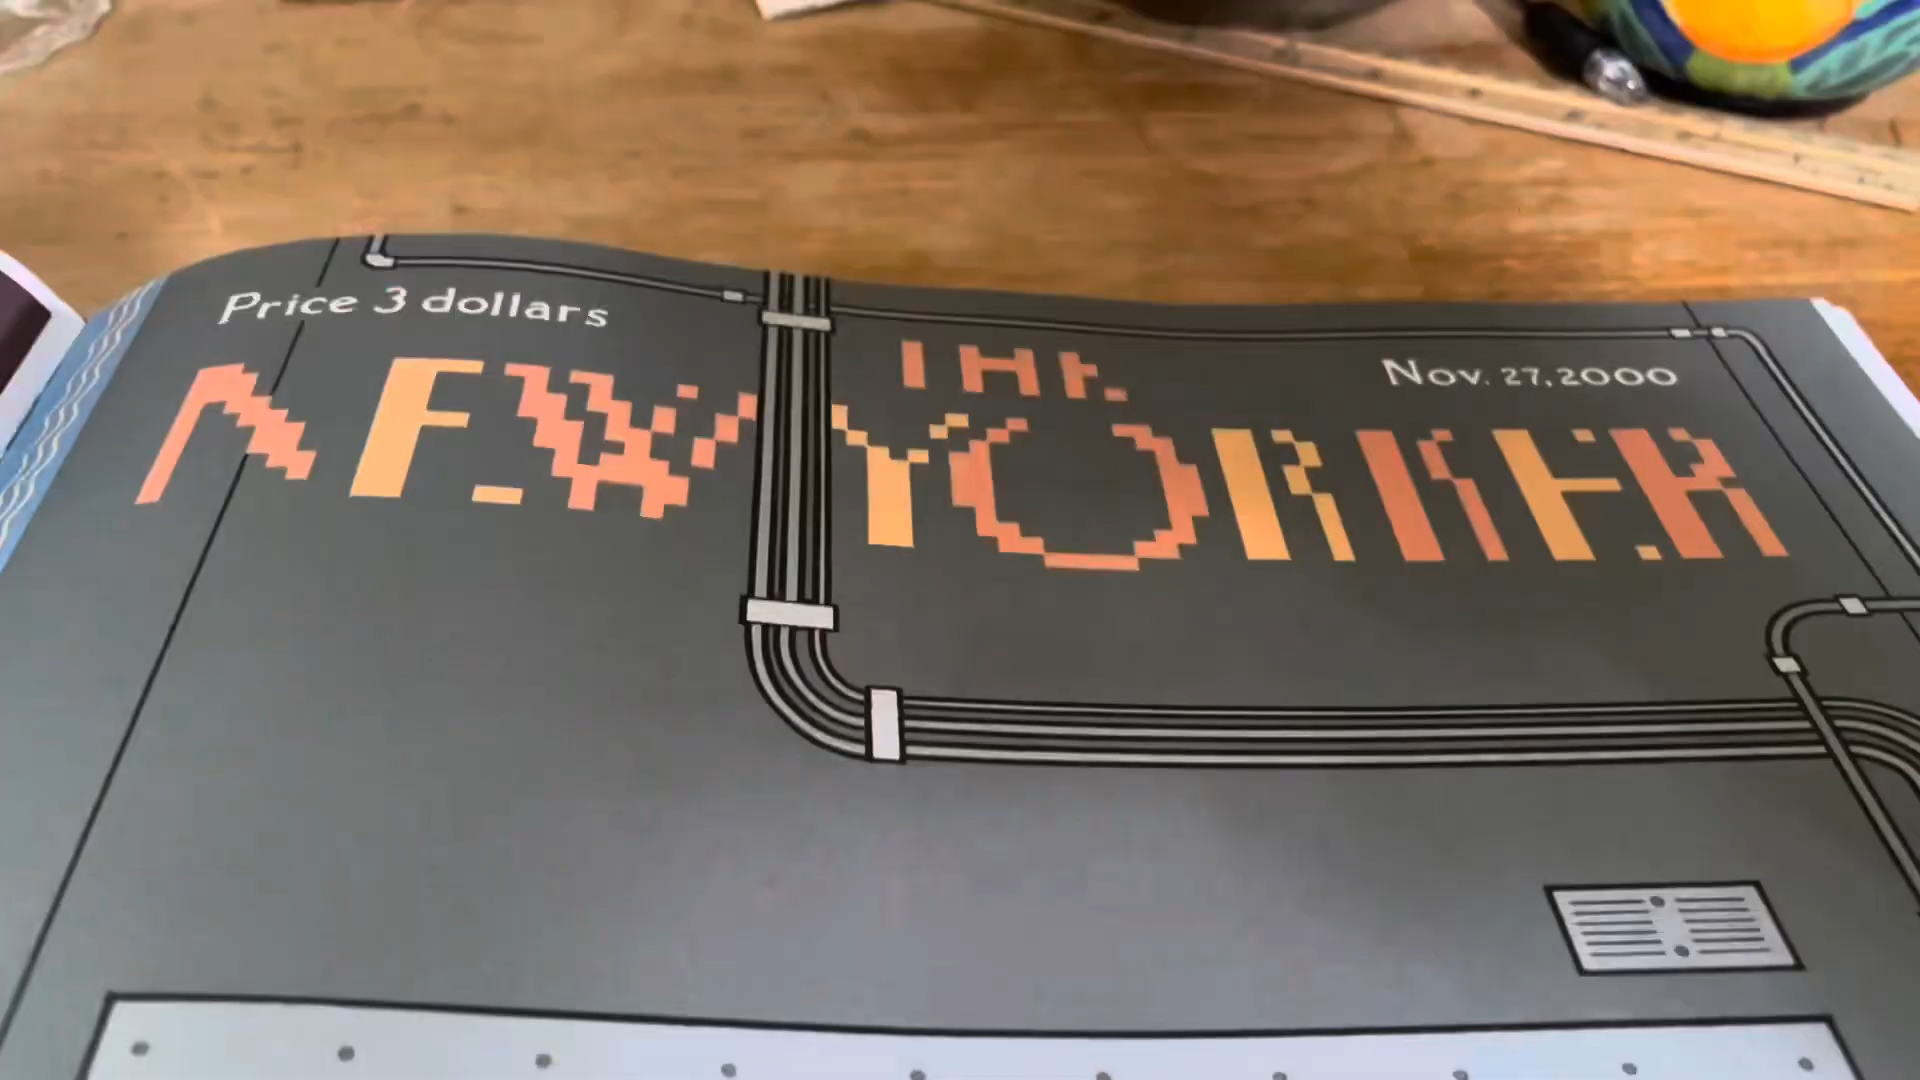 Price 3 dollars
THE
Nov. 27, 2000
NEW YORKER